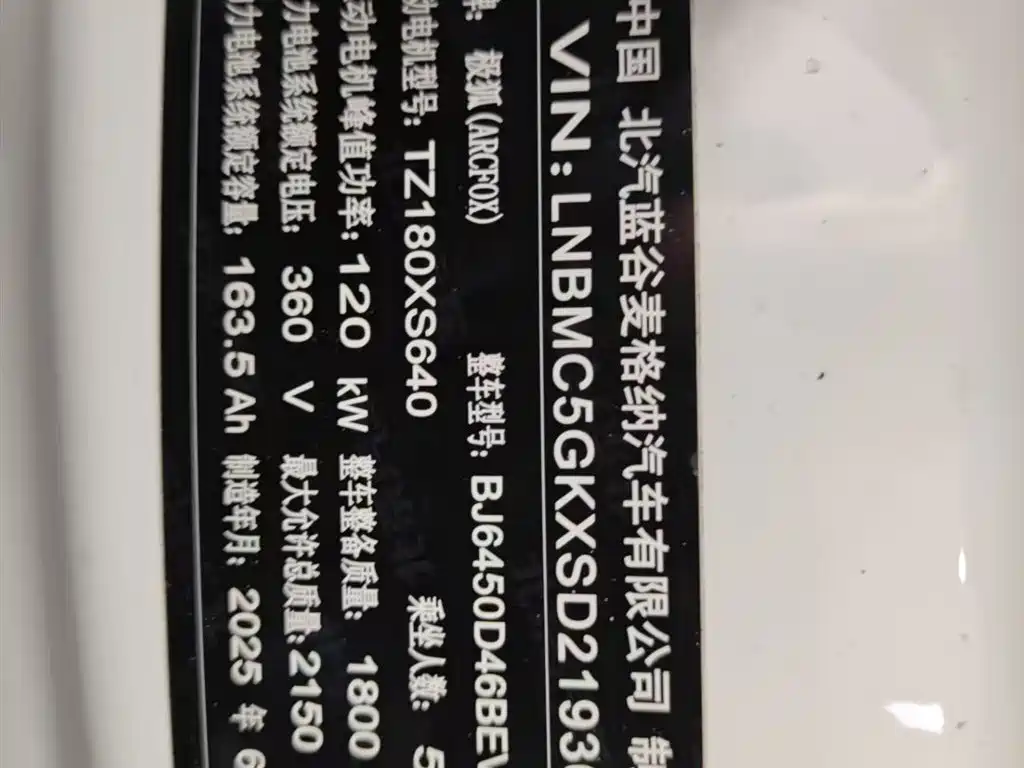 中国 北汽蓝谷麦格纳汽车有限公司 制
VIN: LNBMC5GKXSD2193
牌: 极狐(ARCFOX) 整车型号: BJ6450D46BEV
动电机型号: TZ180XS640 乘坐人数: 5
动电机峰值功率: 120 kW 整车整备质量: 1800
力电池系统额定电压: 360 V 最大允许总质量: 2150
力电池系统额定容量: 163.5 Ah 制造年月: 2025 年 6